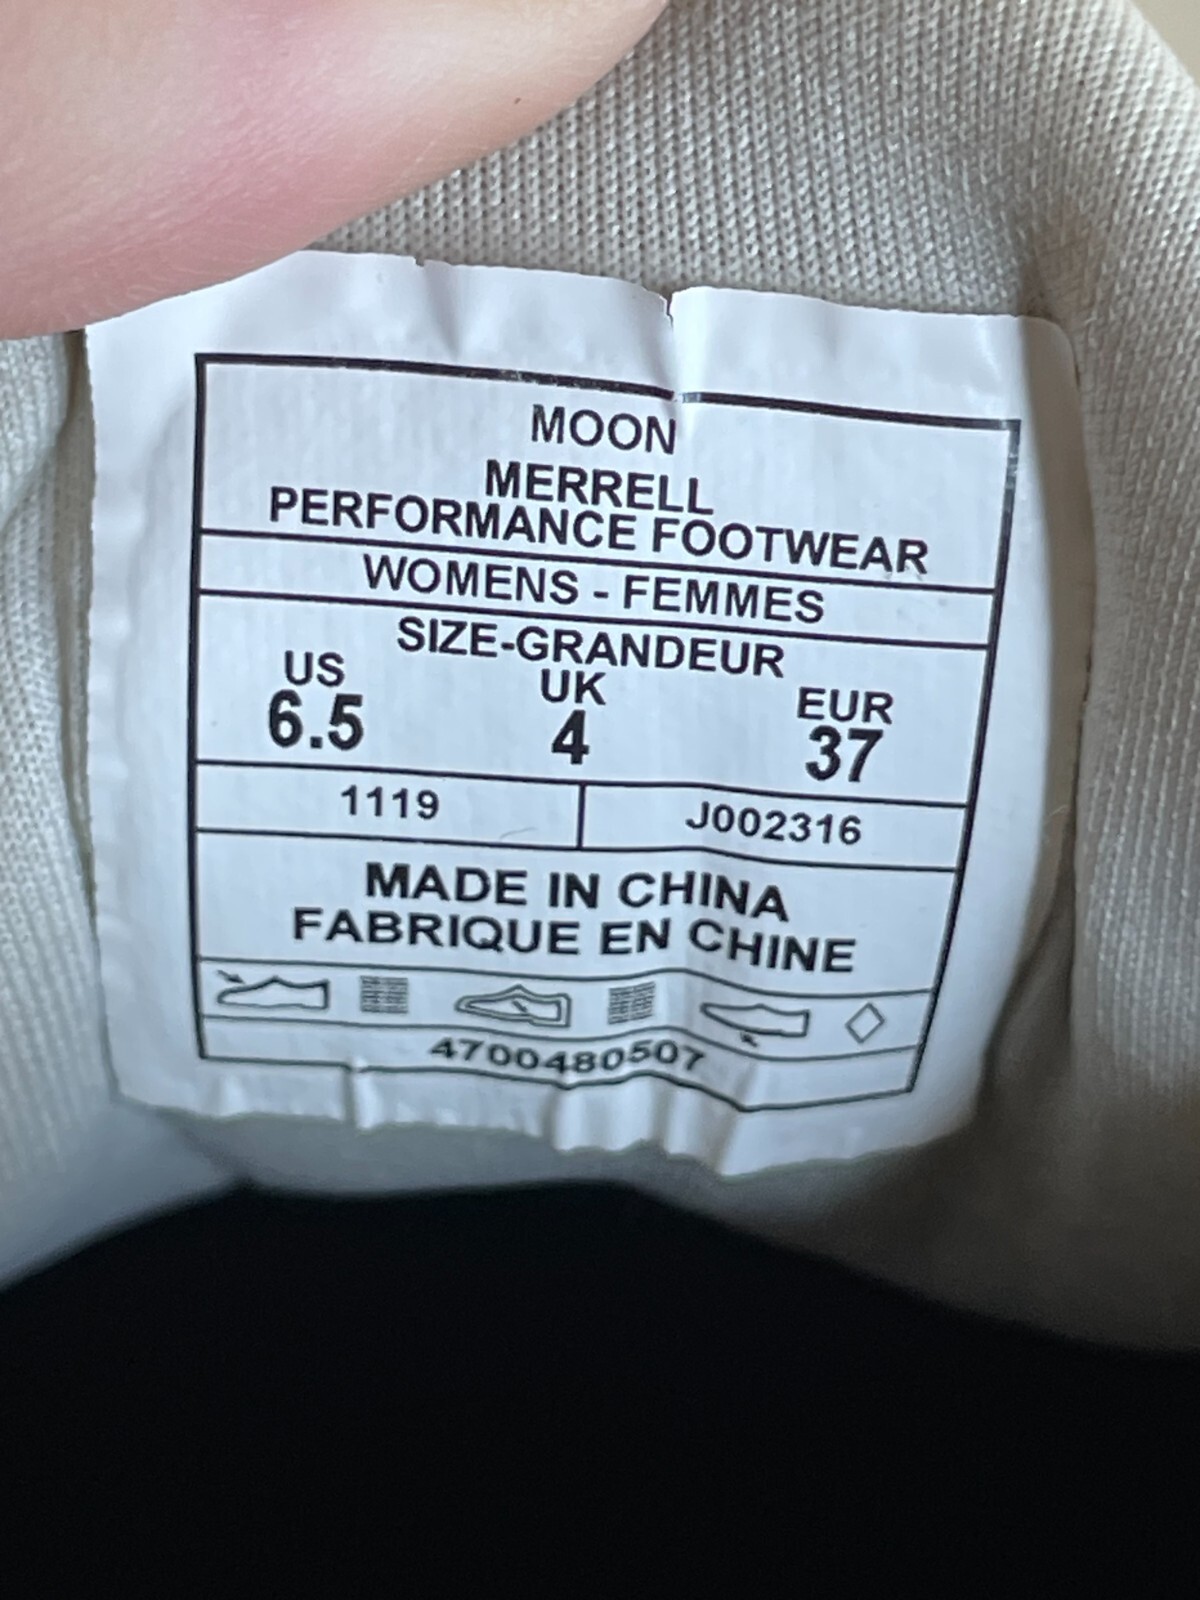 MOON
MERRELL
PERFORMANCE FOOTWEAR
WOMENS - FEMMES
SIZE-GRANDEUR
US UK EUR
6.5 4 37
1119 J002316
MADE IN CHINA
FABRIQUE EN CHINE
4700480507